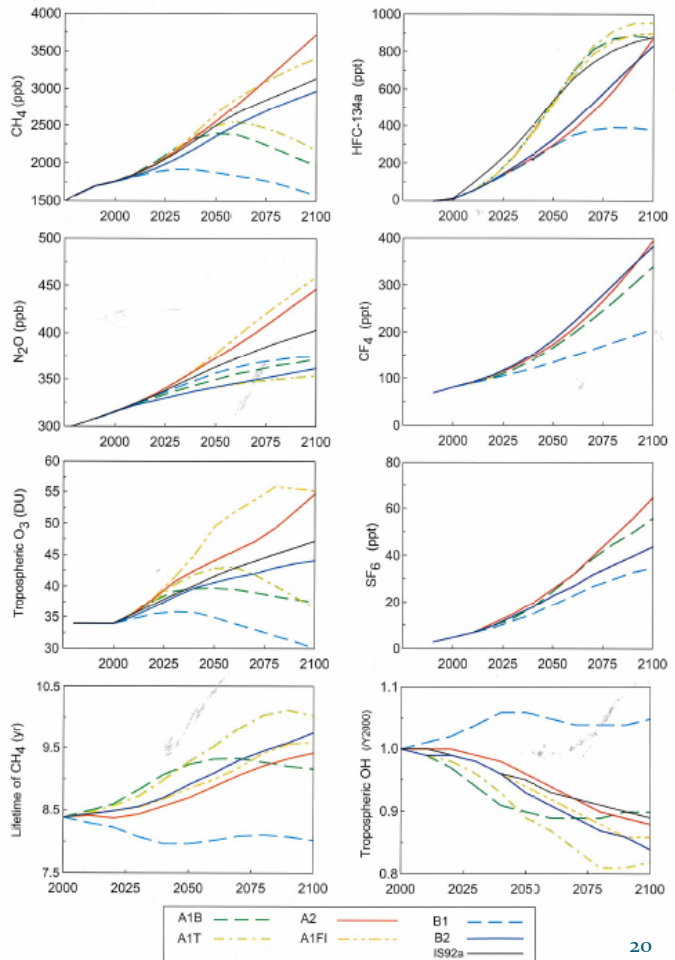 CH4 (ppb)
4000
3500
3000
2500
2000
1500
2000 2025 2050 2075 2100
HFC-134a (ppt)
1000
800
600
400
200
0
2000 2025 2050 2075 2100
N2O (ppb)
500
450
400
350
300
2000 2025 2050 2075 2100
CF4 (ppt)
400
300
200
100
0
2000 2025 2050 2075 2100
Tropospheric O3 (DU)
60
55
50
45
40
35
30
2000 2025 2050 2075 2100
SF6 (ppt)
80
60
40
20
0
2000 2025 2050 2075 2100
Lifetime of CH4 (yr)
10.5
9.5
8.5
7.5
2000 2025 2050 2075 2100
Tropospheric OH (/Y2000)
1.1
1.0
0.9
0.8
2000 2025 2050 2075 2100
A1B A2 B1
A1T A1FI B2
IS92a
20